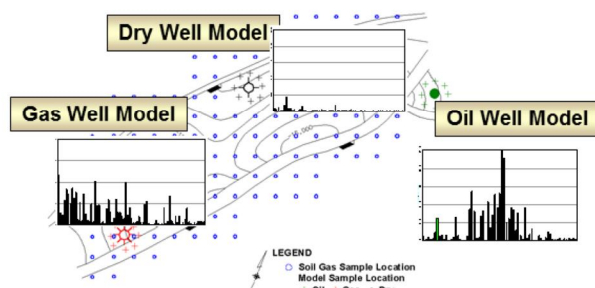 Dry Well Model
Gas Well Model
Oil Well Model
LEGEND
Soil Gas Sample Location
Model Sample Location